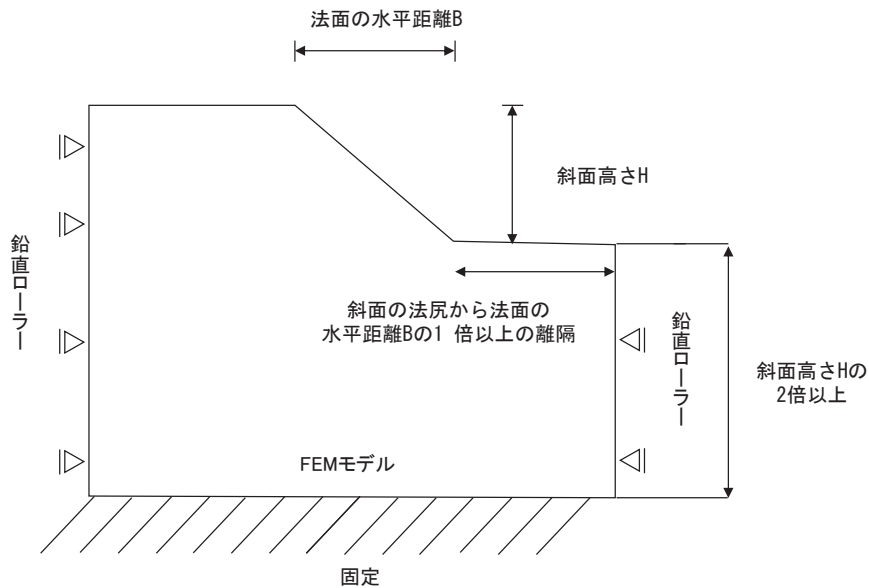 法面の水平距離B
斜面高さH
鉛直ローラー
斜面の法尻から法面の
水平距離Bの1 倍以上の離隔
鉛直ローラー
斜面高さHの
2倍以上
FEMモデル
固定